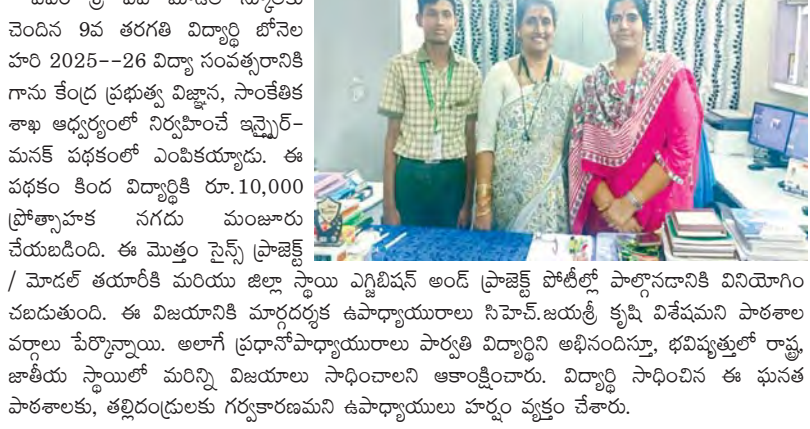 మోడల్
చెందిన 9వ తరగతి విద్యార్థి బోనెల
హరి 2025--26 విద్యా సంవత్సరానికి
గాను కేంద్ర ప్రభుత్వ విజ్ఞాన, సాంకేతిక
శాఖ ఆధ్వర్యంలో నిర్వహించే ఇన్స్పైర్-
మనక్ పథకంలో ఎంపికయ్యాడు. ఈ
పథకం కింద విద్యార్థికి రూ.10,000
ప్రోత్సాహక నగదు మంజూరు
చేయబడింది. ఈ మొత్తం సైన్స్ ప్రాజెక్ట్
/ మోడల్ తయారీకి మరియు జిల్లా స్థాయి ఎగ్జిబిషన్ అండ్ ప్రాజెక్ట్ పోటీల్లో పాల్గొనడానికి వినియోగిం
చబడుతుంది. ఈ విజయానికి మార్గదర్శక ఉపాధ్యాయురాలు సిహెచ్.జయశ్రీ కృషి విశేషమని పాఠశాల
వర్గాలు పేర్కొన్నాయి. అలాగే ప్రధానోపాధ్యాయురాలు పార్వతి విద్యార్థిని అభినందిస్తూ, భవిష్యత్తులో రాష్ట్ర,
జాతీయ స్థాయిలో మరిన్ని విజయాలు సాధించాలని ఆకాంక్షించారు. విద్యార్థి సాధించిన ఈ ఘనత
పాఠశాలకు, తల్లిదండ్రులకు గర్వకారణమని ఉపాధ్యాయులు హర్షం వ్యక్తం చేశారు.